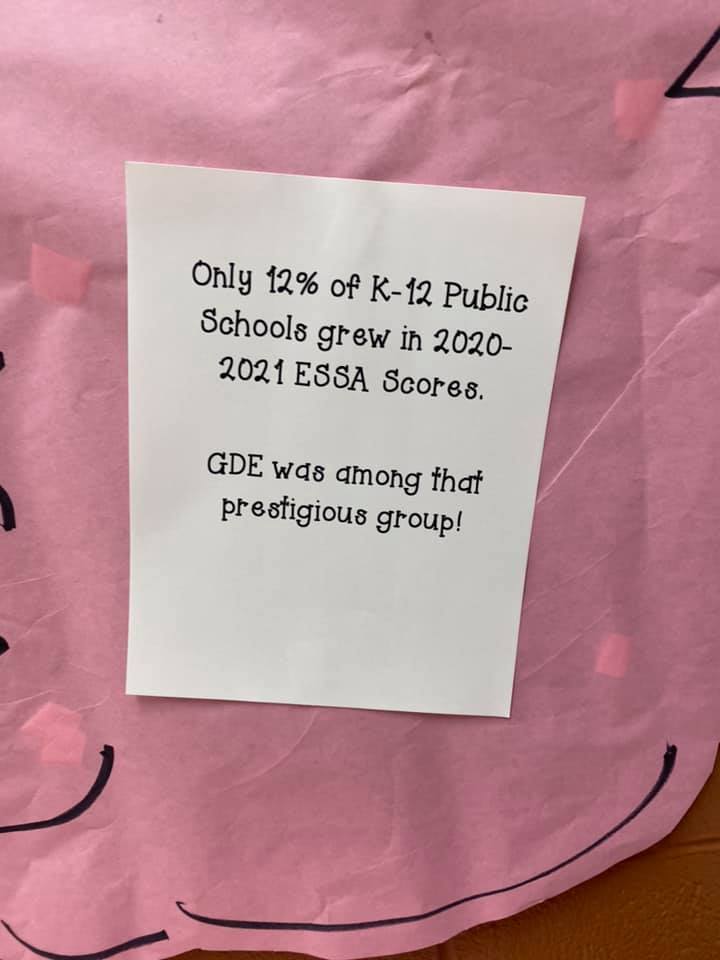 Only 12% of K-12 Public
Schools grew in 2020-
2021 ESSA Scores.
GDE was among that
prestigious group!